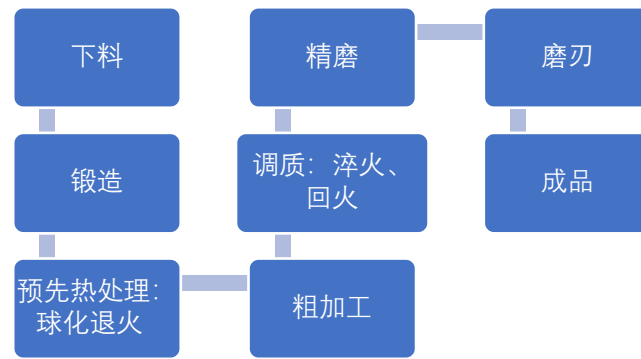 下料
锻造
预先热处理：
球化退火
粗加工
调质：淬火、
回火
精磨
磨刃
成品